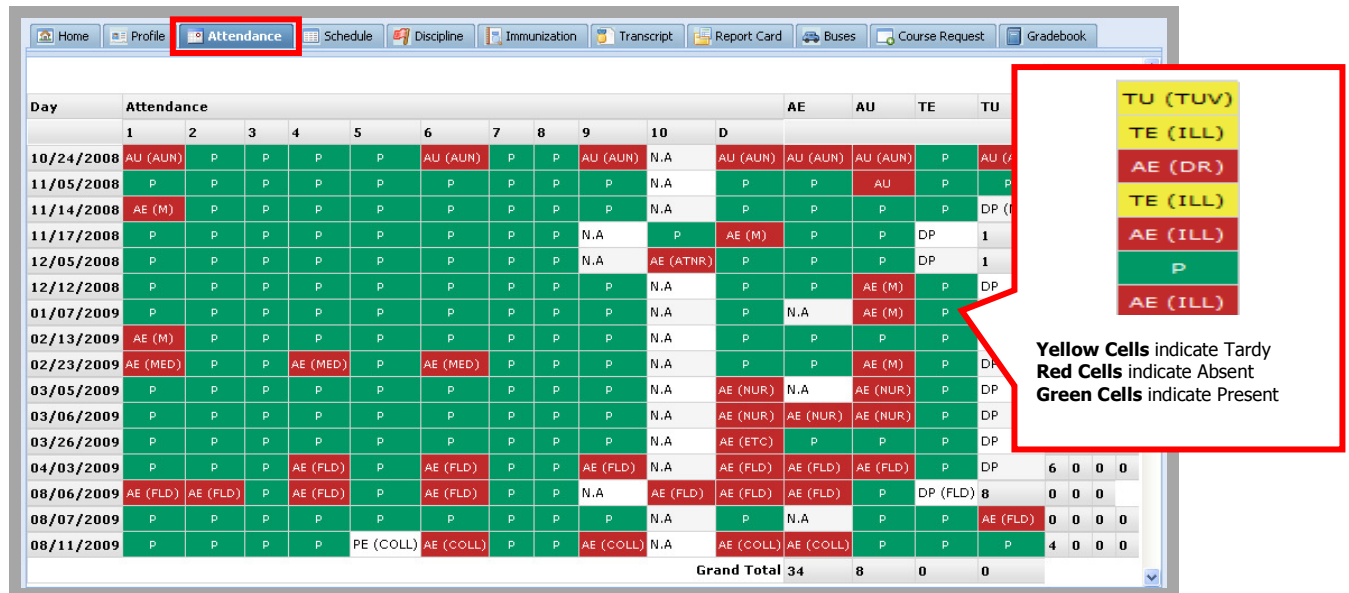 Home Profile Attendance Schedule Discipline Immunization Transcript Report Card Buses Course Request Gradebook
Day Attendance AE AU TE TU
1 2 3 4 5 6 7 8 9 10 D
10/24/2008 AU (AUN) P P P P AU (AUN) P P AU (AUN) N.A AU (AUN) AU (AUN) AU (AUN) P AU
11/05/2008 P P P P P P P P P N.A P P AU P P
11/14/2008 AE (M) P P P P P P P P N.A P P P P DP
11/17/2008 P P P P P P P P N.A P AE (M) P P DP 1
12/05/2008 P P P P P P P P N.A AE (ATNR) P P P DP 1
12/12/2008 P P P P P P P P P N.A P P AE (M) P DP
01/07/2009 P P P P P P P P P N.A P N.A AE (M) P
02/13/2009 AE (M) P P P P P P P P N.A P P P P
02/23/2009 AE (MED) P P AE (MED) P AE (MED) P P P N.A P P AE (M) P DP
03/05/2009 P P P P P P P P P N.A AE (NUR) N.A AE (NUR) P DP
03/06/2009 P P P P P P P P P N.A AE (NUR) AE (NUR) AE (NUR) P DP
03/26/2009 P P P P P P P P P N.A AE (ETC) P P P DP
04/03/2009 P P P AE (FLD) P AE (FLD) P P AE (FLD) N.A AE (FLD) AE (FLD) AE (FLD) P DP 6 0 0 0
08/06/2009 AE (FLD) AE (FLD) P AE (FLD) P AE (FLD) P P N.A AE (FLD) AE (FLD) AE (FLD) P DP (FLD) 8 0 0 0
08/07/2009 P P P P P P P P P N.A P N.A P P AE (FLD) 0 0 0 0
08/11/2009 P P P P PE (COLL) AE (COLL) P P AE (COLL) N.A AE (COLL) AE (COLL) P P P 4 0 0 0
Grand Total 34 8 0 0
TU (TUV)
TE (ILL)
AE (DR)
TE (ILL)
AE (ILL)
P
AE (ILL)
Yellow Cells indicate Tardy
Red Cells indicate Absent
Green Cells indicate Present